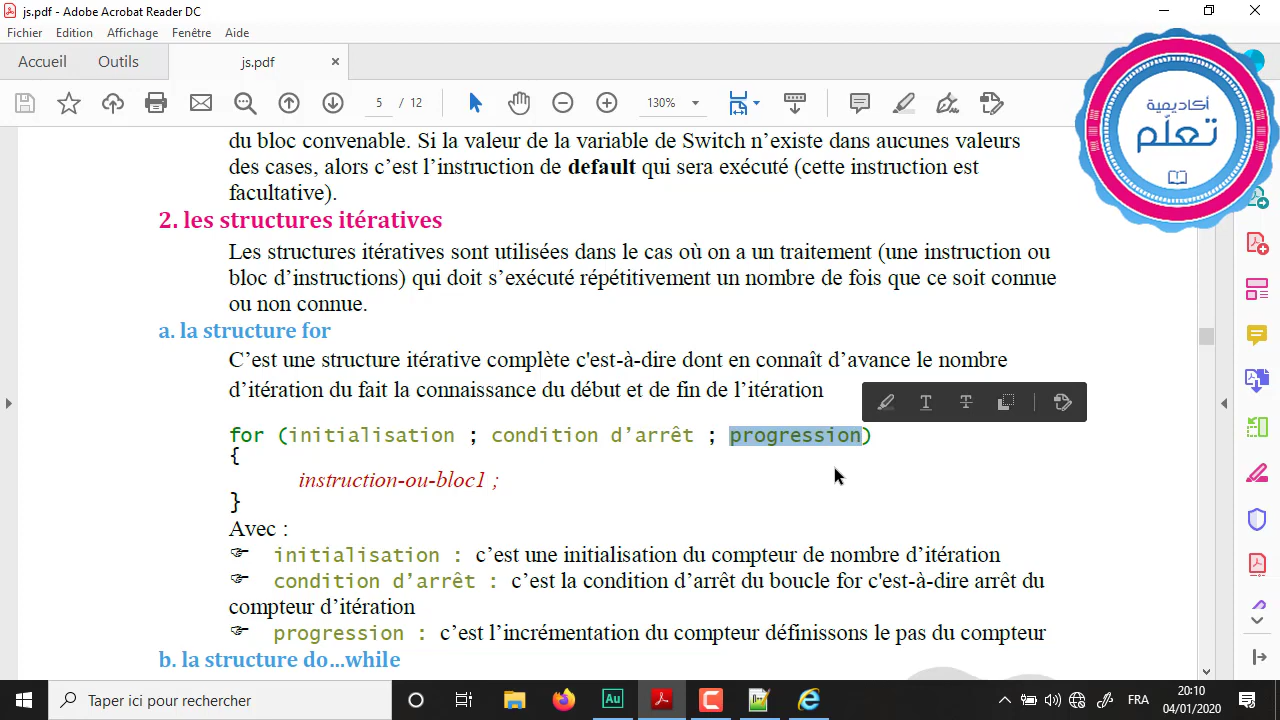 js.pdf - Adobe Acrobat Reader DC
Fichier Edition Affichage Fenêtre Aide
Accueil Outils js.pdf ×
5 / 12 130%
أكاديمية
تعلّم
du bloc convenable. Si la valeur de la variable de Switch n’existe dans aucunes valeurs
des cases, alors c’est l’instruction de default qui sera exécuté (cette instruction est
facultative).
2. les structures itératives
Les structures itératives sont utilisées dans le cas où on a un traitement (une instruction ou
bloc d’instructions) qui doit s’exécuté répétitivement un nombre de fois que ce soit connue
ou non connue.
a. la structure for
C’est une structure itérative complète c'est-à-dire dont en connaît d’avance le nombre
d’itération du fait la connaissance du début et de fin de l’itération
for (initialisation ; condition d’arrêt ; progression)
{
instruction-ou-bloc1 ;
}
Avec :
☞ initialisation : c’est une initialisation du compteur de nombre d’itération
☞ condition d’arrêt : c’est la condition d’arrêt du boucle for c'est-à-dire arrêt du
compteur d’itération
☞ progression : c’est l’incrémentation du compteur définissons le pas du compteur
b. la structure do…while
Taper ici pour rechercher
Au
FRA
20:10
04/01/2020